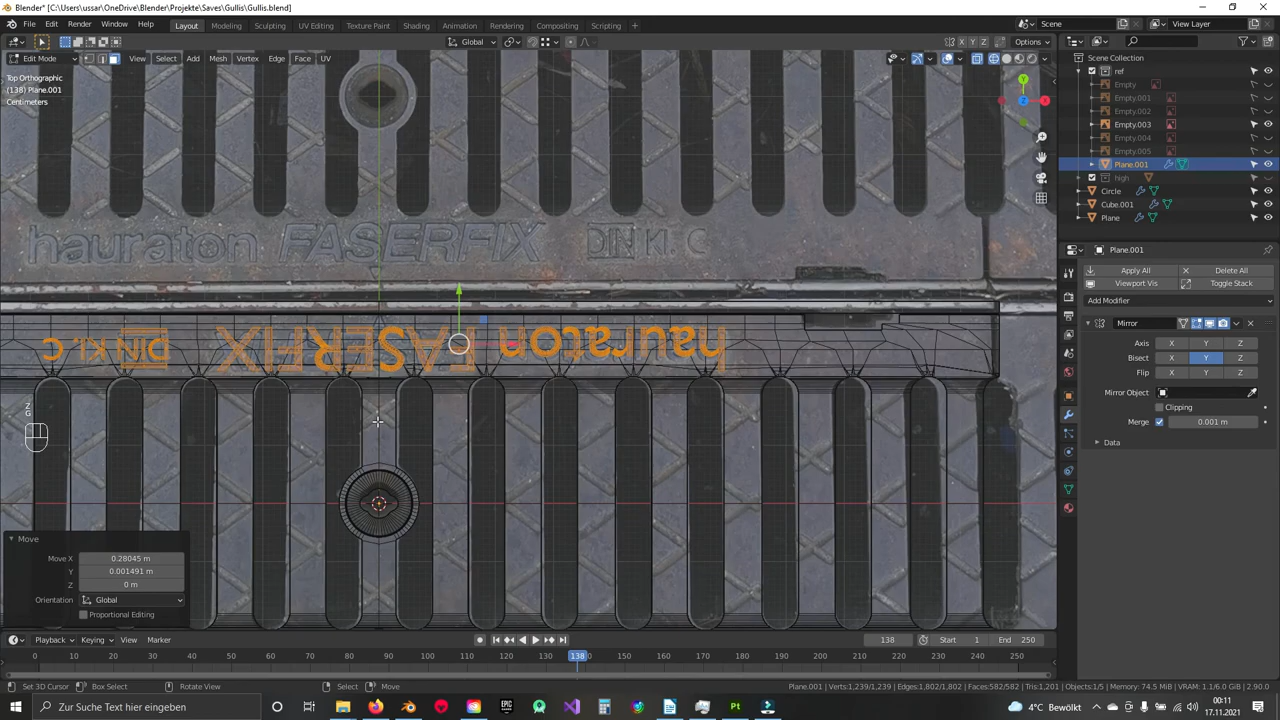 Blender* [C:\Users\ussar\OneDrive\Blender\Projekte\Saves\Gullis\Gullis.blend]
File Edit Render Window Help Layout Modeling Sculpting UV Editing Texture Paint Shading Animation Rendering Compositing Scripting Scene View Layer
Global Options
Edit Mode View Select Add Mesh Vertex Edge Face UV X Y Z
Top Orthographic
(138) Plane.001
Centimeters
hauraton FASERFIX DIN KL C
hauraton FASERFIX DIN KL C
Z
G
Move
Move X 0.28045 m
Y 0.001491 m
Z 0 m
Orientation Global
Proportional Editing
Scene Collection
ref
Empty
Empty.001
Empty.002
Empty.003
Empty.004
Empty.005
Plane.001
high
Circle
Cube.001
Plane
Plane.001
Apply All Delete All
Viewport Vis Toggle Stack
Add Modifier
Mirror
Axis X Y Z
Bisect X Y Z
Flip X Y Z
Mirror Object
Clipping
Merge 0.001 m
Data
Playback Keying View Marker 138 Start 1 End 250
0 10 20 30 40 50 60 70 80 90 100 110 120 130 138 150 160 170 180 190 200 210 220 230 240 250
Set 3D Cursor Box Select Rotate View Select Move Plane.001 | Verts:1,239/1,239 | Edges:1,802/1,802 | Faces:582/582 | Tris:1,201 | Objects:1/5 | Memory: 74.5 MiB | VRAM: 1.1/6.0 GiB | 2.90.0
Zur Suche Text hier eingeben EPIC Pt 4°C Bewölkt 00:11
17.11.2021